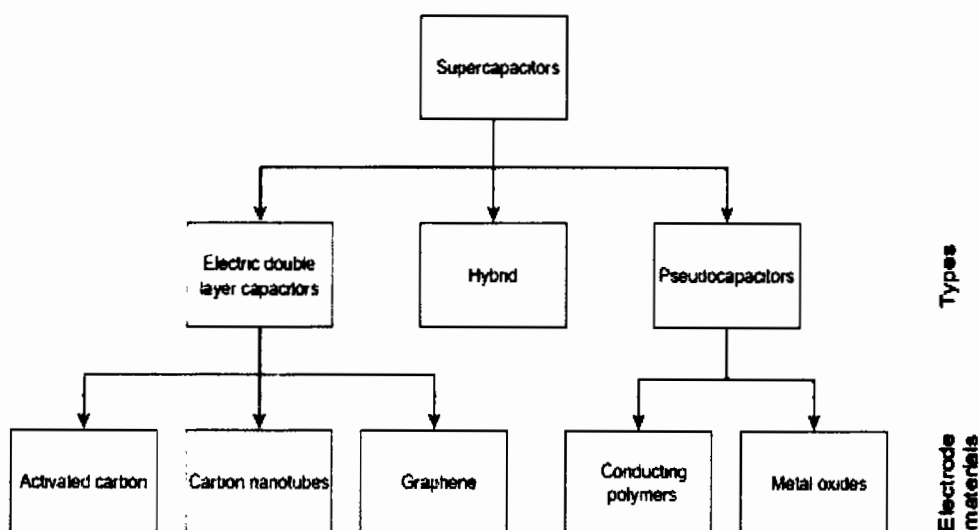 Supercapacitors
Electric double
layer capacitors
Hybrid
Pseudocapacitors
Types
Activated carbon
Carbon nanotubes
Graphene
Conducting
polymers
Metal oxides
Electrode
materials